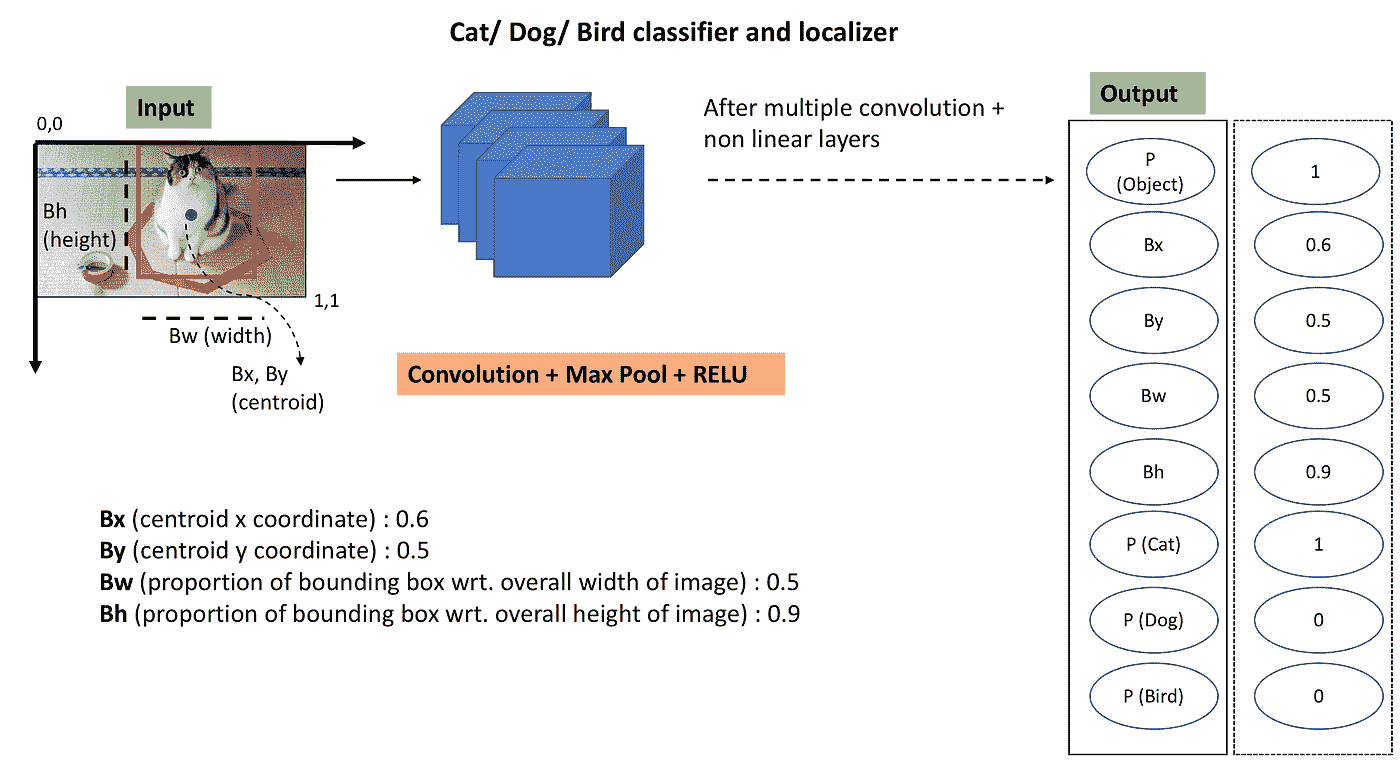 Cat/ Dog/ Bird classifier and localizer
Input
0,0
Bh
(height)
1,1
Bw (width)
Bx, By
(centroid)
After multiple convolution +
non linear layers
Convolution + Max Pool + RELU
Bx (centroid x coordinate) : 0.6
By (centroid y coordinate) : 0.5
Bw (proportion of bounding box wrt. overall width of image) : 0.5
Bh (proportion of bounding box wrt. overall height of image) : 0.9
Output
P
(Object)
1
Bx
0.6
By
0.5
Bw
0.5
Bh
0.9
P (Cat)
1
P (Dog)
0
P (Bird)
0